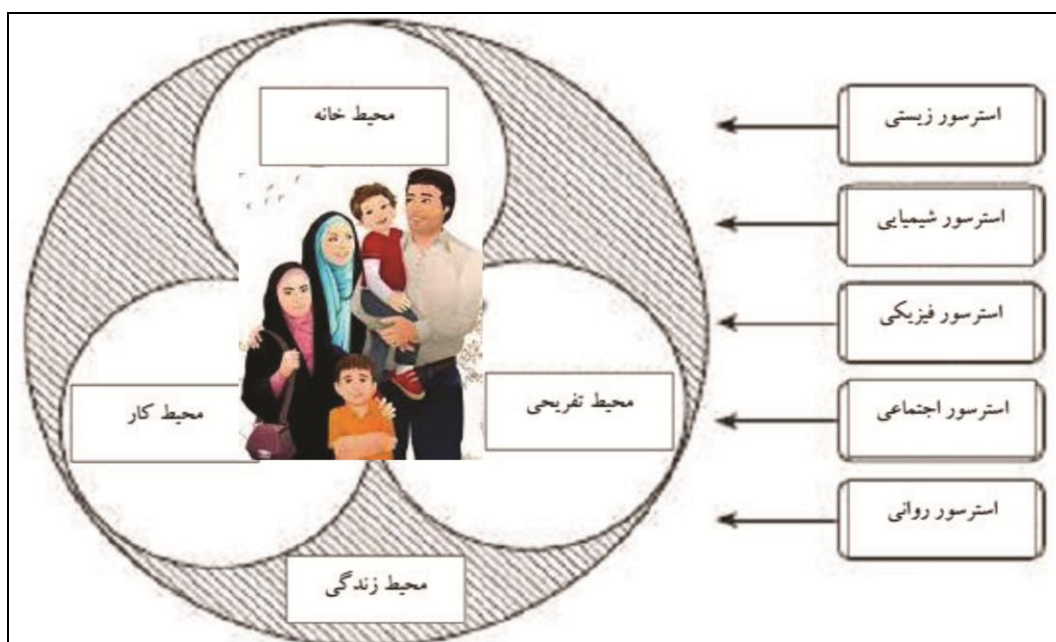 محیط خانه
محیط کار
محیط تفریحی
محیط زندگی
استرسور زیستی
استرسور شیمیایی
استرسور فیزیکی
استرسور اجتماعی
استرسور روانی